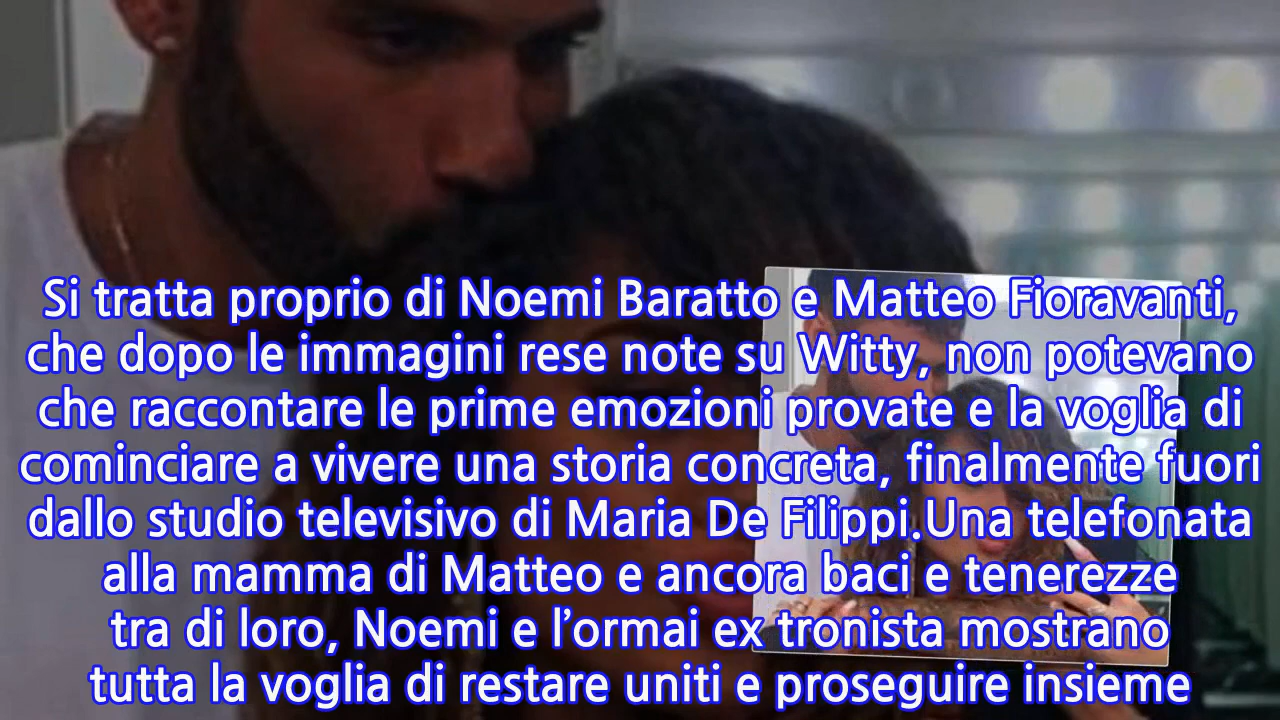 Si tratta proprio di Noemi Baratto e Matteo Fioravanti,
che dopo le immagini rese note su Witty, non potevano
che raccontare le prime emozioni provate e la voglia di
cominciare a vivere una storia concreta, finalmente fuori
dallo studio televisivo di Maria De Filippi.Una telefonata
alla mamma di Matteo e ancora baci e tenerezze
tra di loro, Noemi e l’ormai ex tronista mostrano
tutta la voglia di restare uniti e proseguire insieme